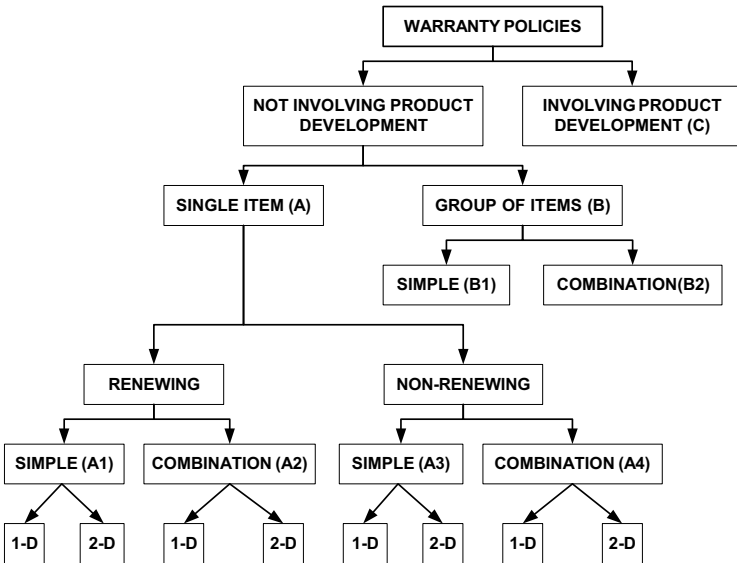 WARRANTY POLICIES
NOT INVOLVING PRODUCT
DEVELOPMENT
INVOLVING PRODUCT
DEVELOPMENT (C)
SINGLE ITEM (A)
GROUP OF ITEMS (B)
SIMPLE (B1)
COMBINATION(B2)
RENEWING
NON-RENEWING
SIMPLE (A1)
COMBINATION (A2)
SIMPLE (A3)
COMBINATION (A4)
1-D
2-D
1-D
2-D
1-D
2-D
1-D
2-D